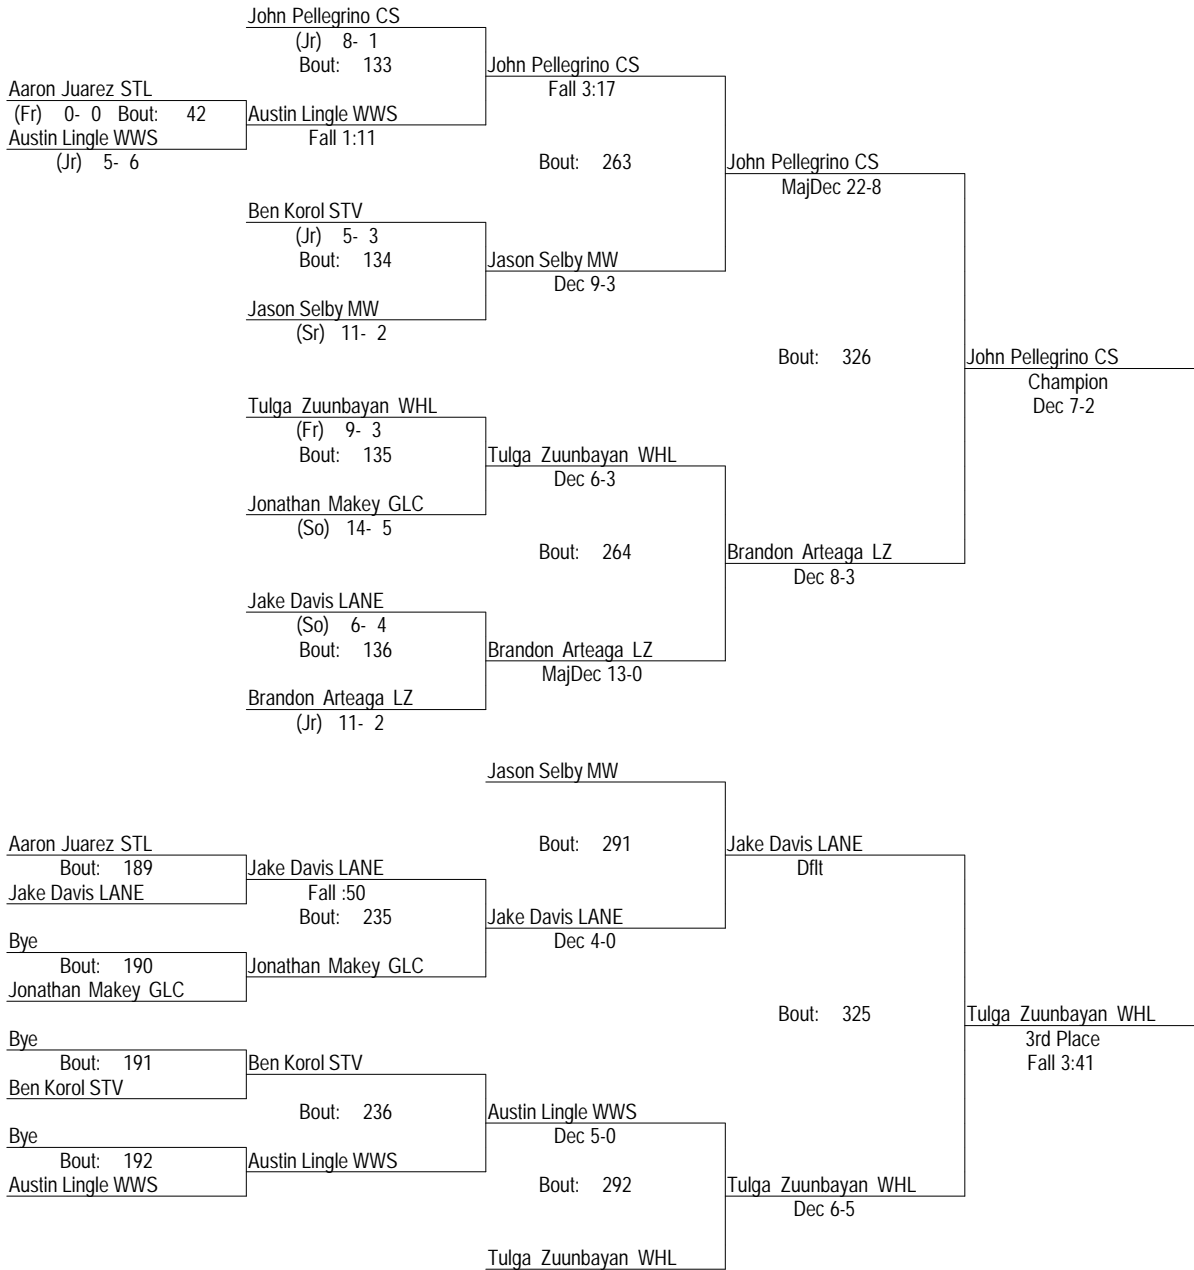 John Pellegrino CS
(Jr) 8- 1
Bout: 133
John Pellegrino CS
Fall 3:17
Aaron Juarez STL
(Fr) 0- 0 Bout: 42
Austin Lingle WWS
Fall 1:11
Austin Lingle WWS
(Jr) 5- 6
Bout: 263
John Pellegrino CS
MajDec 22-8
Ben Korol STV
(Jr) 5- 3
Bout: 134
Jason Selby MW
Dec 9-3
Jason Selby MW
(Sr) 11- 2
Bout: 326
John Pellegrino CS
Champion
Dec 7-2
Tulga Zuunbayan WHL
(Fr) 9- 3
Bout: 135
Tulga Zuunbayan WHL
Dec 6-3
Jonathan Makey GLC
(So) 14- 5
Bout: 264
Brandon Arteaga LZ
Dec 8-3
Jake Davis LANE
(So) 6- 4
Bout: 136
Brandon Arteaga LZ
MajDec 13-0
Brandon Arteaga LZ
(Jr) 11- 2
Jason Selby MW
Bout: 291
Jake Davis LANE
Dflt
Aaron Juarez STL
Bout: 189
Jake Davis LANE
Jake Davis LANE
Fall :50
Bout: 235
Jake Davis LANE
Dec 4-0
Bye
Bout: 190
Jonathan Makey GLC
Jonathan Makey GLC
Bout: 325
Tulga Zuunbayan WHL
3rd Place
Fall 3:41
Bye
Bout: 191
Ben Korol STV
Ben Korol STV
Bout: 236
Austin Lingle WWS
Dec 5-0
Bye
Bout: 192
Austin Lingle WWS
Austin Lingle WWS
Bout: 292
Tulga Zuunbayan WHL
Dec 6-5
Tulga Zuunbayan WHL